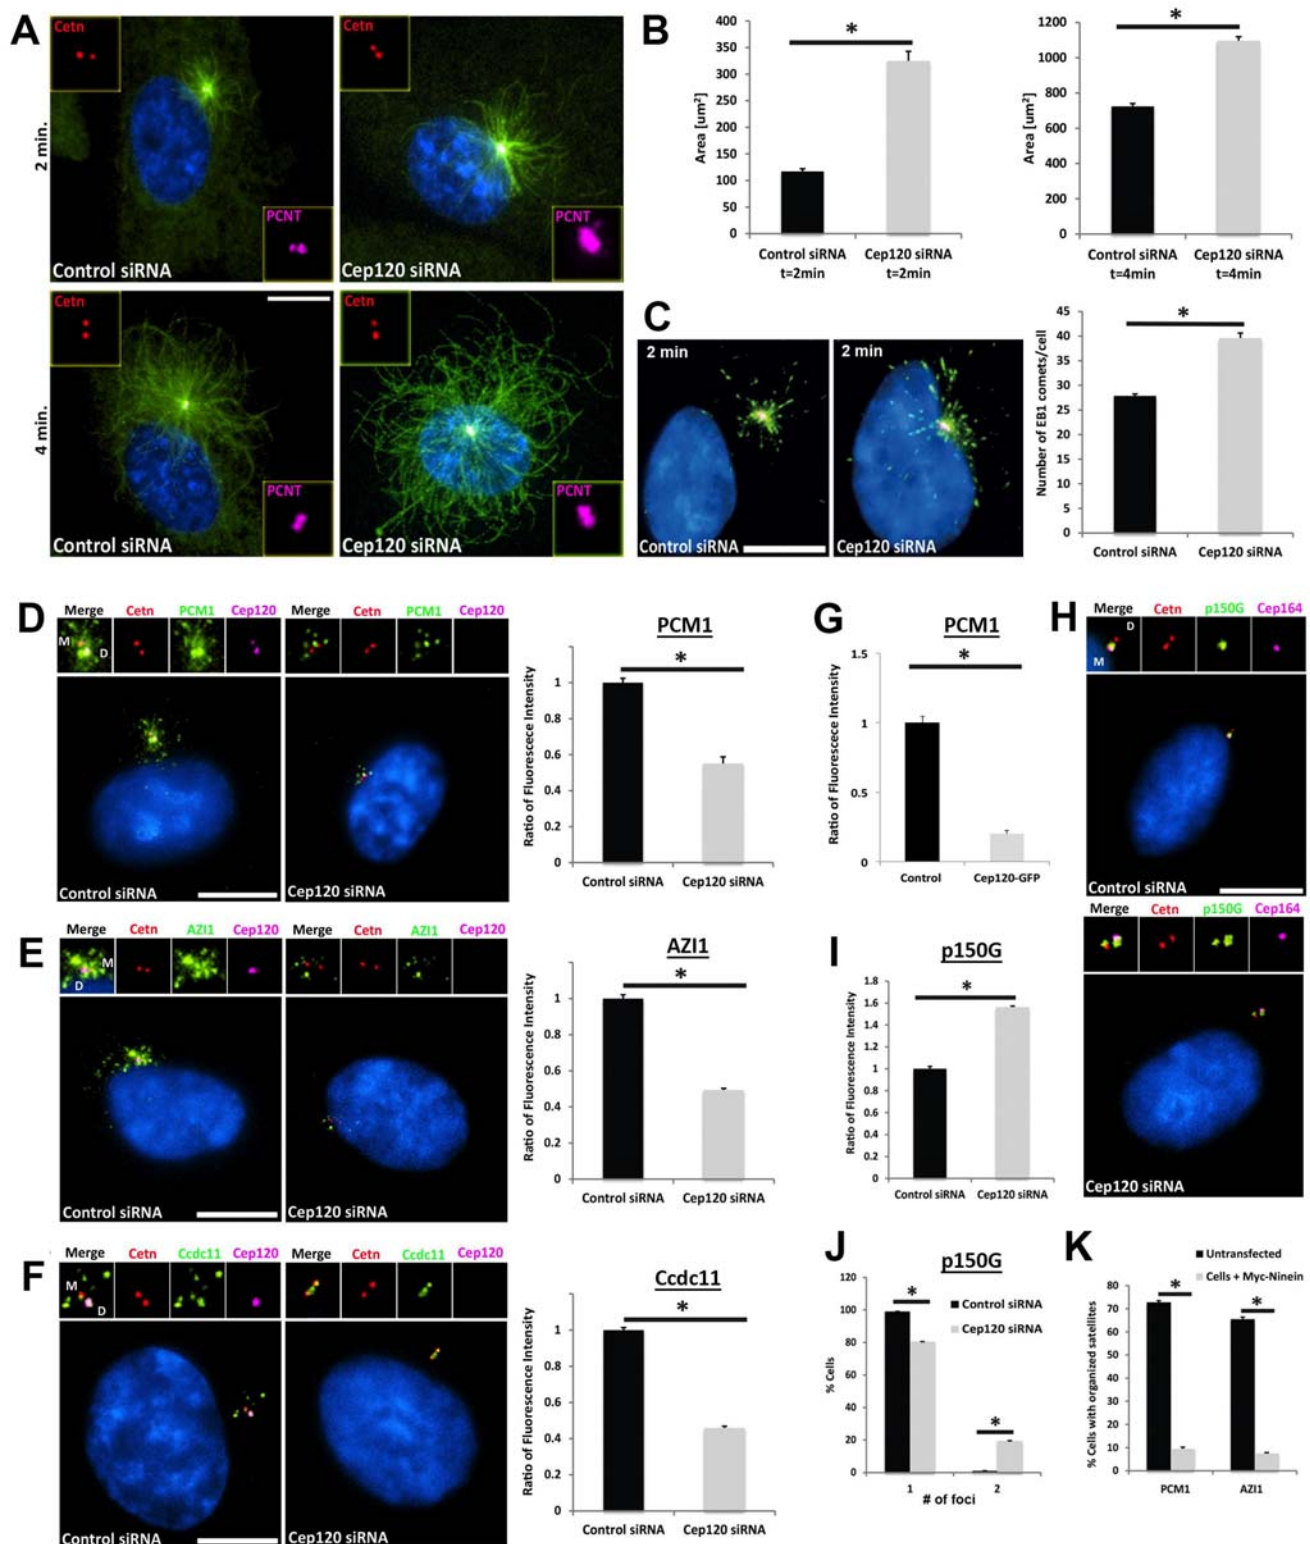 A
Cetn
PCNT
Control siRNA
Cetn
PCNT
Cep120 siRNA
2 min.
Cetn
PCNT
Control siRNA
Cetn
PCNT
Cep120 siRNA
4 min.
B
400
350
300
250
200
150
100
50
0
Area [um²]
*
Control siRNA
t=2min
Cep120 siRNA
t=2min
1200
1000
800
600
400
200
0
Area [um²]
*
Control siRNA
t=4min
Cep120 siRNA
t=4min
C
2 min
Control siRNA
2 min
Cep120 siRNA
45
40
35
30
25
20
15
10
5
0
Number of EB1 comets/cell
*
Control siRNA
Cep120 siRNA
D
Merge Cetn PCM1 Cep120
M
D
Control siRNA
Merge Cetn PCM1 Cep120
Cep120 siRNA
PCM1
*
Ratio of Fluorescece Intensity
1
0.8
0.6
0.4
0.2
0
Control siRNA
Cep120 siRNA
E
Merge Cetn AZI1 Cep120
M
D
Control siRNA
Merge Cetn AZI1 Cep120
Cep120 siRNA
AZI1
*
Ratio of Fluorescence Intensity
1
0.8
0.6
0.4
0.2
0
Control siRNA
Cep120 siRNA
F
Merge Cetn Ccdc11 Cep120
M
D
Control siRNA
Merge Cetn Ccdc11 Cep120
Cep120 siRNA
Ccdc11
*
Ratio of Fluorescence Intensity
1
0.8
0.6
0.4
0.2
0
Control siRNA
Cep120 siRNA
G
PCM1
*
Ratio of Fluorescece Intensity
1.5
1
0.5
0
Control
Cep120-GFP
H
Merge Cetn p150G Cep164
D
M
Control siRNA
Merge Cetn p150G Cep164
Cep120 siRNA
I
p150G
*
Ratio of Fluorescence Intensity
1.8
1.6
1.4
1.2
1
0.8
0.6
0.4
0.2
0
Control siRNA
Cep120 siRNA
J
p150G
Control siRNA
Cep120 siRNA
*
*
% Cells
120
100
80
60
40
20
0
1
2
# of foci
K
Untransfected
Cells + Myc-Ninein
*
*
% Cells with organized satellites
80
70
60
50
40
30
20
10
0
PCM1
AZI1